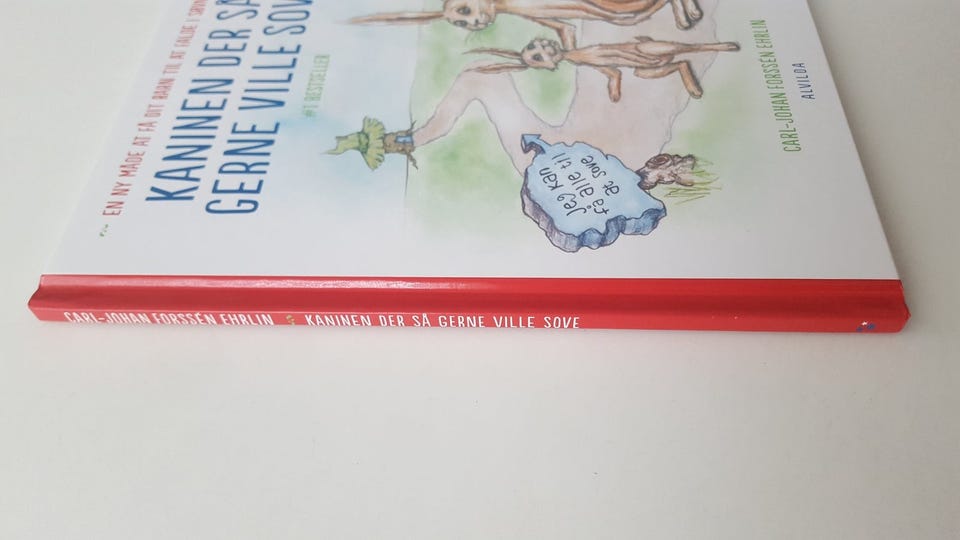 EN NY MÅDE AT FÅ DIT BARN TIL AT FALDE I SØVN
KANINEN DER SÅ
GERNE VILLE SOVE
#1 BESTSELLER
Jeg kan
få alle til
at sove
CARL-JOHAN FORSSÉN EHRLIN
ALVILDA
CARL-JOHAN FORSSÉN EHRLIN KANINEN DER SÅ GERNE VILLE SOVE